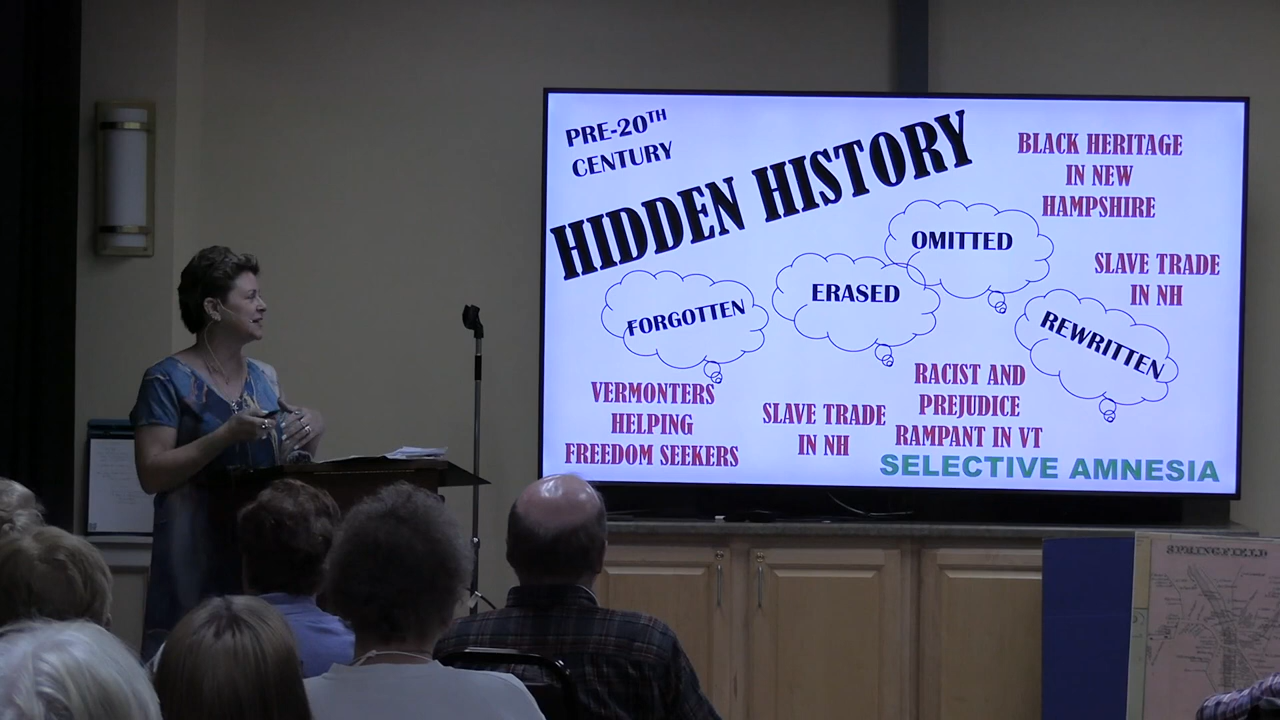 PRE-20TH
CENTURY
HIDDEN HISTORY
BLACK HERITAGE
IN NEW
HAMPSHIRE
OMITTED
ERASED
FORGOTTEN
SLAVE TRADE
IN NH
REWRITTEN
VERMONTERS
HELPING
FREEDOM SEEKERS
SLAVE TRADE
IN NH
RACIST AND
PREJUDICE
RAMPANT IN VT
SELECTIVE AMNESIA
SPRINGFIELD